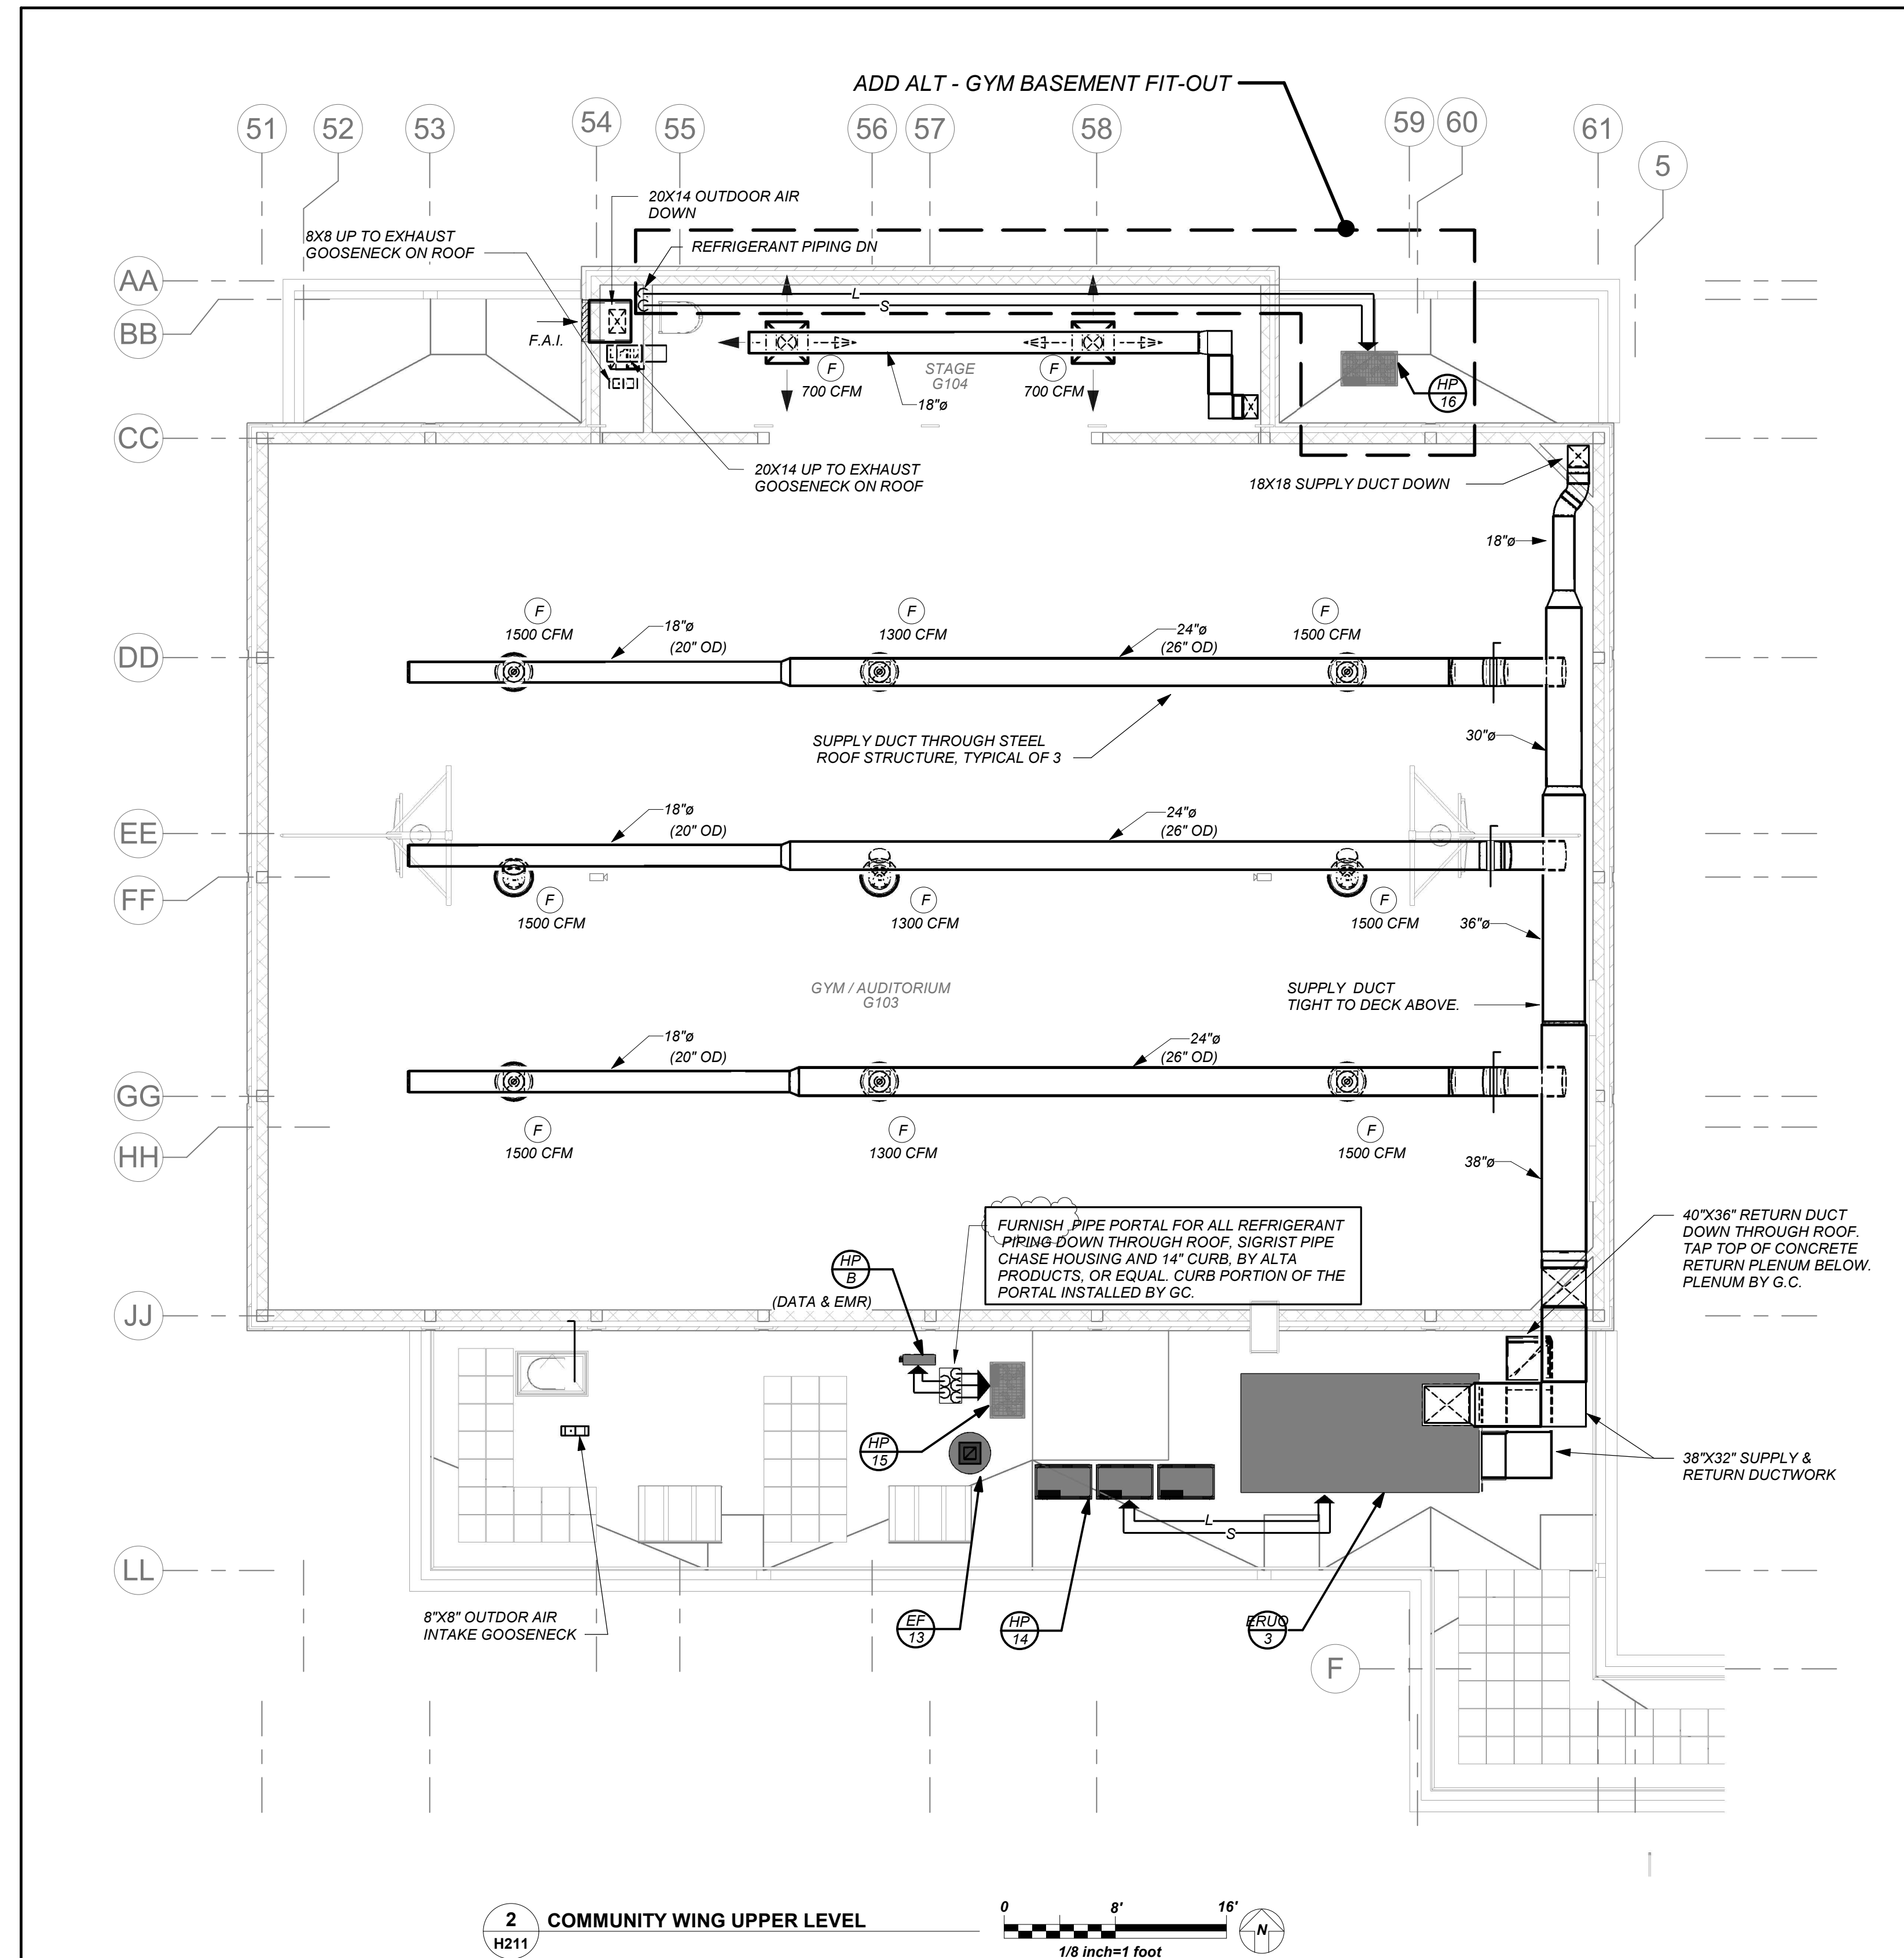 ADD ALT - GYM BASEMENT FIT-OUT
51
52
53
54
55
56
57
58
59
60
61
5
20X14 OUTDOOR AIR
DOWN
8X8 UP TO EXHAUST
GOOSENECK ON ROOF
REFRIGERANT PIPING DN
AA
BB
L
S
F.A.I.
F
700 CFM
STAGE
G104
F
700 CFM
18"ø
HP
16
CC
20X14 UP TO EXHAUST
GOOSENECK ON ROOF
18X18 SUPPLY DUCT DOWN
18"ø
F
1500 CFM
F
1300 CFM
F
1500 CFM
18"ø
(20" OD)
24"ø
(26" OD)
DD
SUPPLY DUCT THROUGH STEEL
ROOF STRUCTURE, TYPICAL OF 3
30"ø
18"ø
(20" OD)
24"ø
(26" OD)
EE
FF
F
1500 CFM
F
1300 CFM
F
1500 CFM
36"ø
GYM / AUDITORIUM
G103
SUPPLY DUCT
TIGHT TO DECK ABOVE.
18"ø
(20" OD)
24"ø
(26" OD)
GG
HH
F
1500 CFM
F
1300 CFM
F
1500 CFM
38"ø
FURNISH PIPE PORTAL FOR ALL REFRIGERANT
PIPING DOWN THROUGH ROOF, SIGRIST PIPE
CHASE HOUSING AND 14" CURB, BY ALTA
PRODUCTS, OR EQUAL. CURB PORTION OF THE
PORTAL INSTALLED BY GC.
40"X36" RETURN DUCT
DOWN THROUGH ROOF.
TAP TOP OF CONCRETE
RETURN PLENUM BELOW.
PLENUM BY G.C.
HP
B
(DATA & EMR)
JJ
HP
15
38"X32" SUPPLY &
RETURN DUCTWORK
L
S
LL
8"X8" OUTDOR AIR
INTAKE GOOSENECK
EF
13
HP
14
ERUO
3
F
2
H211
COMMUNITY WING UPPER LEVEL
0
8'
16'
1/8 inch=1 foot
N